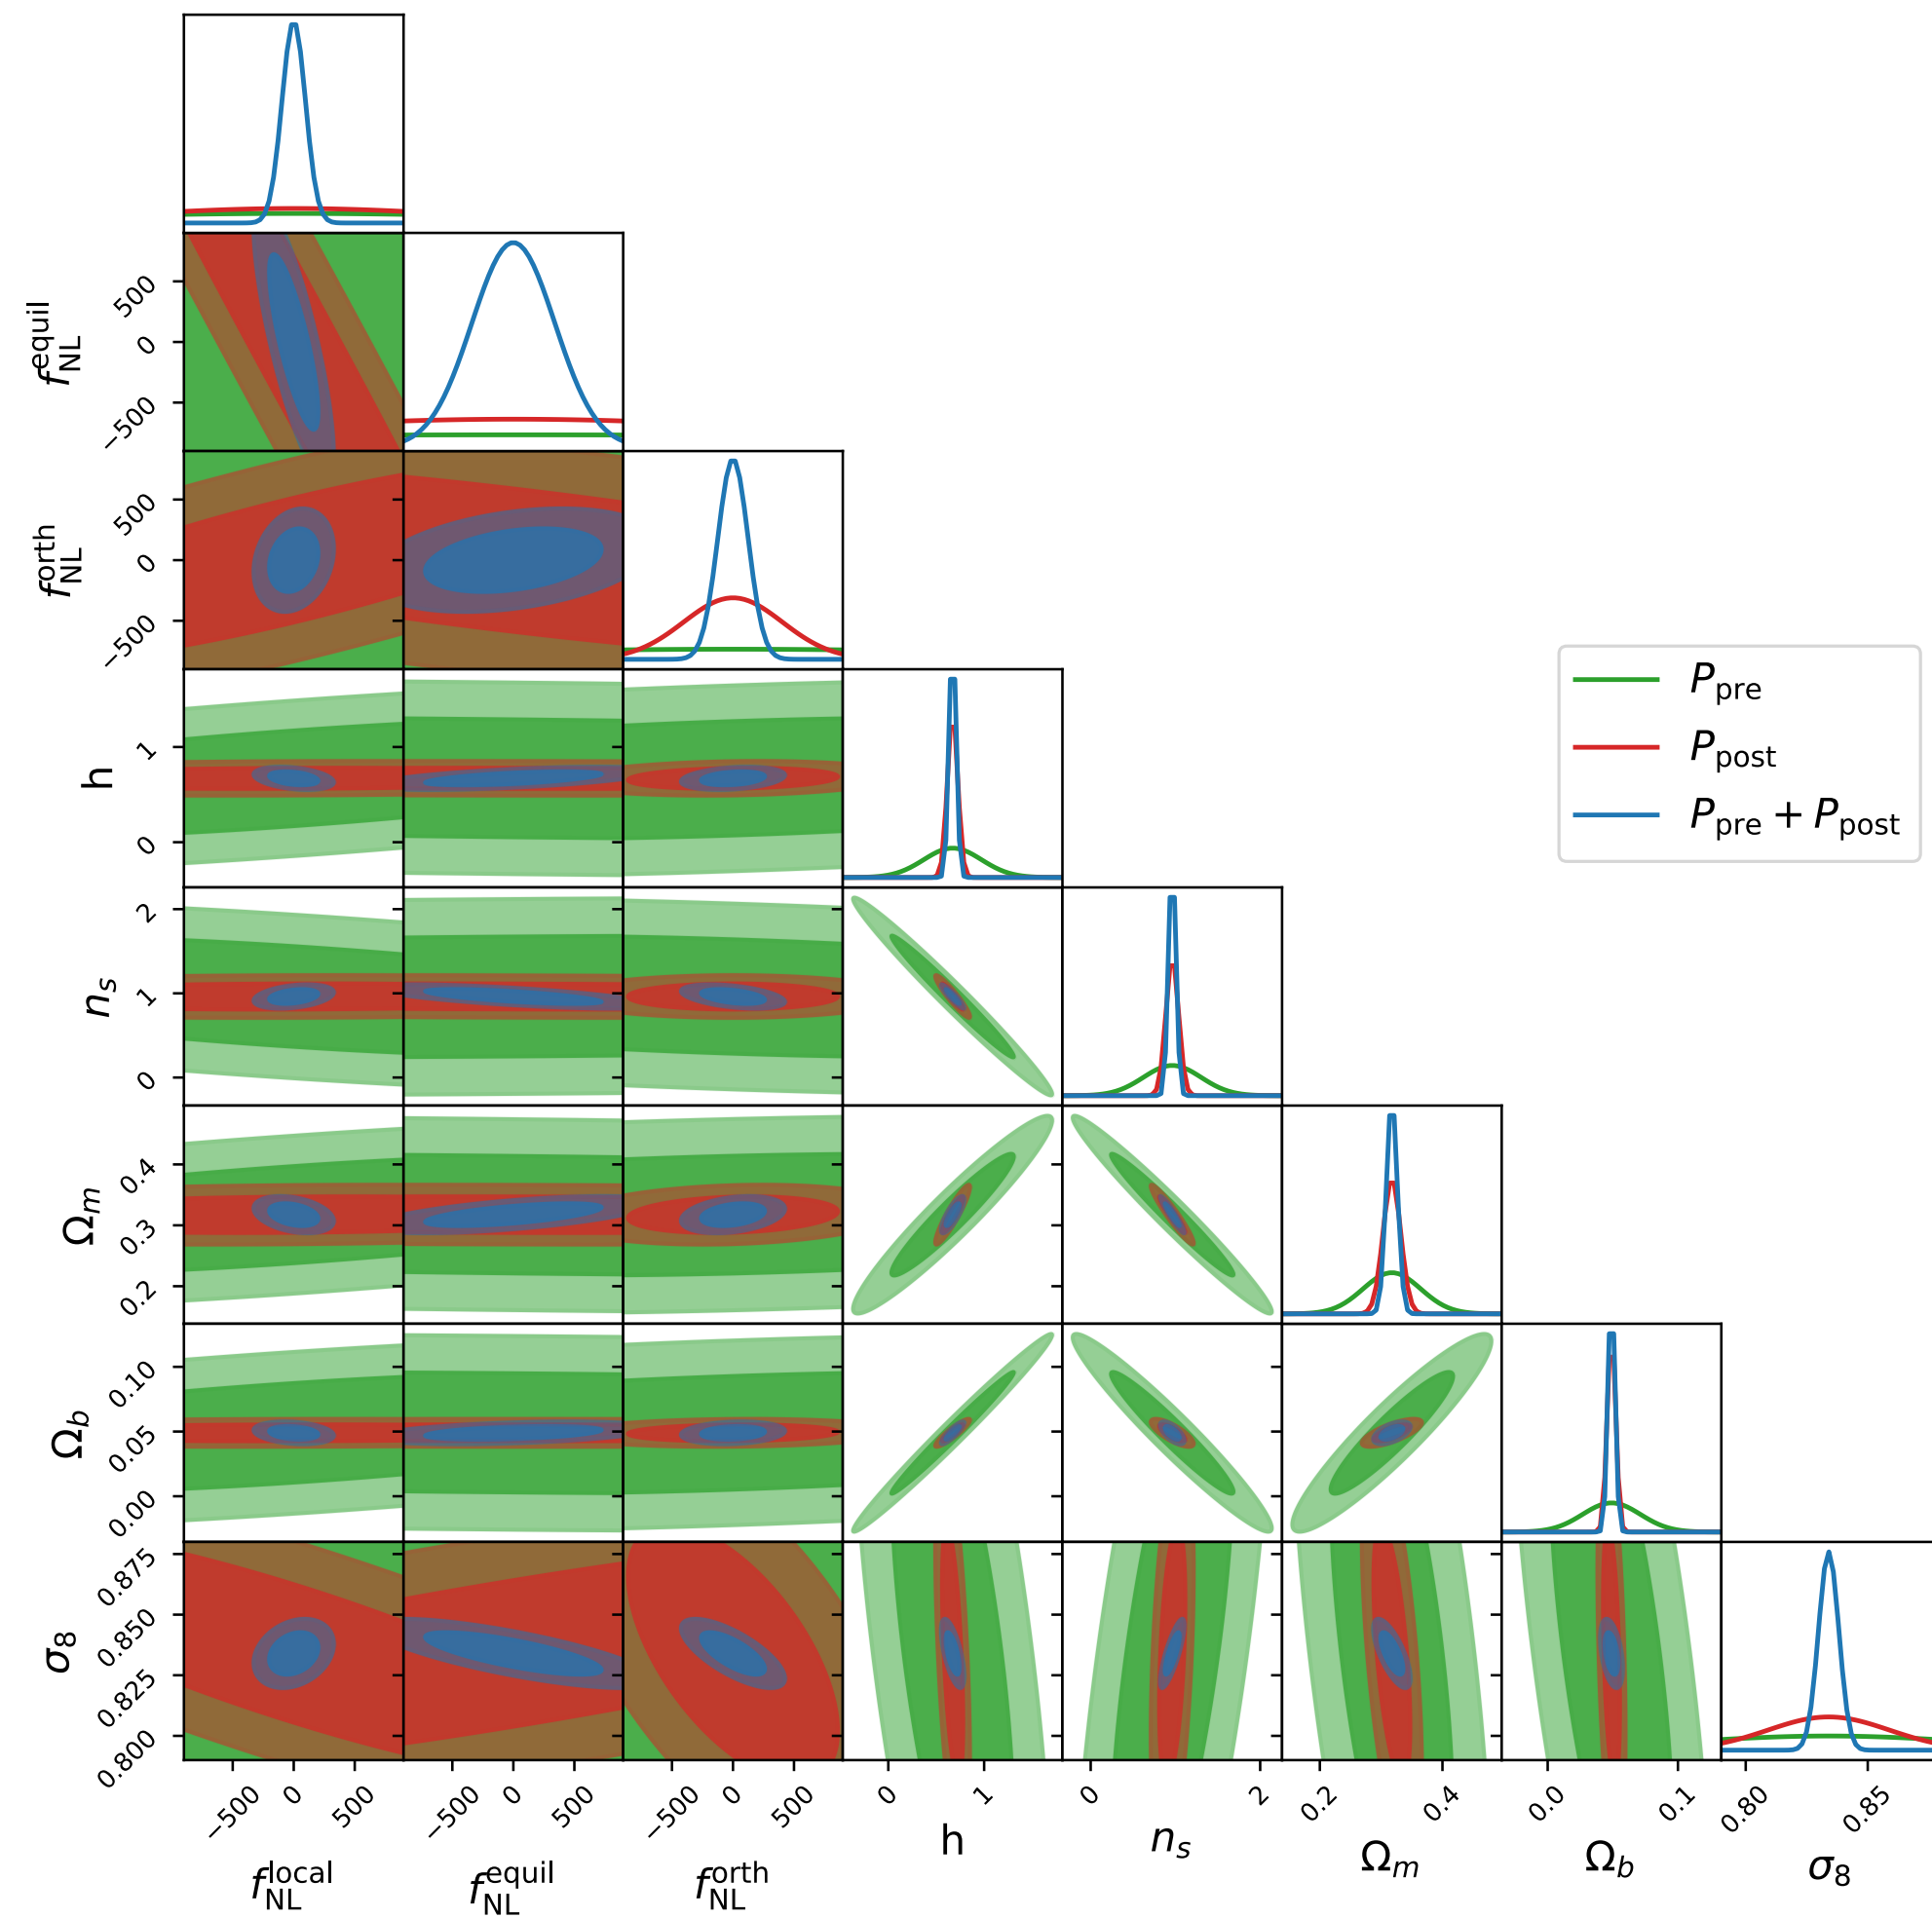 f_NL^equil
500
0
−500
f_NL^orth
500
0
−500
h
1
0
n_s
2
1
0
Ω_m
0.4
0.3
0.2
Ω_b
0.10
0.05
0.00
σ_8
0.875
0.850
0.825
0.800
P_pre
P_post
P_pre + P_post
−500 0 500 −500 0 500 −500 0 500 0 1 0 2 0.2 0.4 0.0 0.1 0.80 0.85
f_NL^local f_NL^equil f_NL^orth h n_s Ω_m Ω_b σ_8